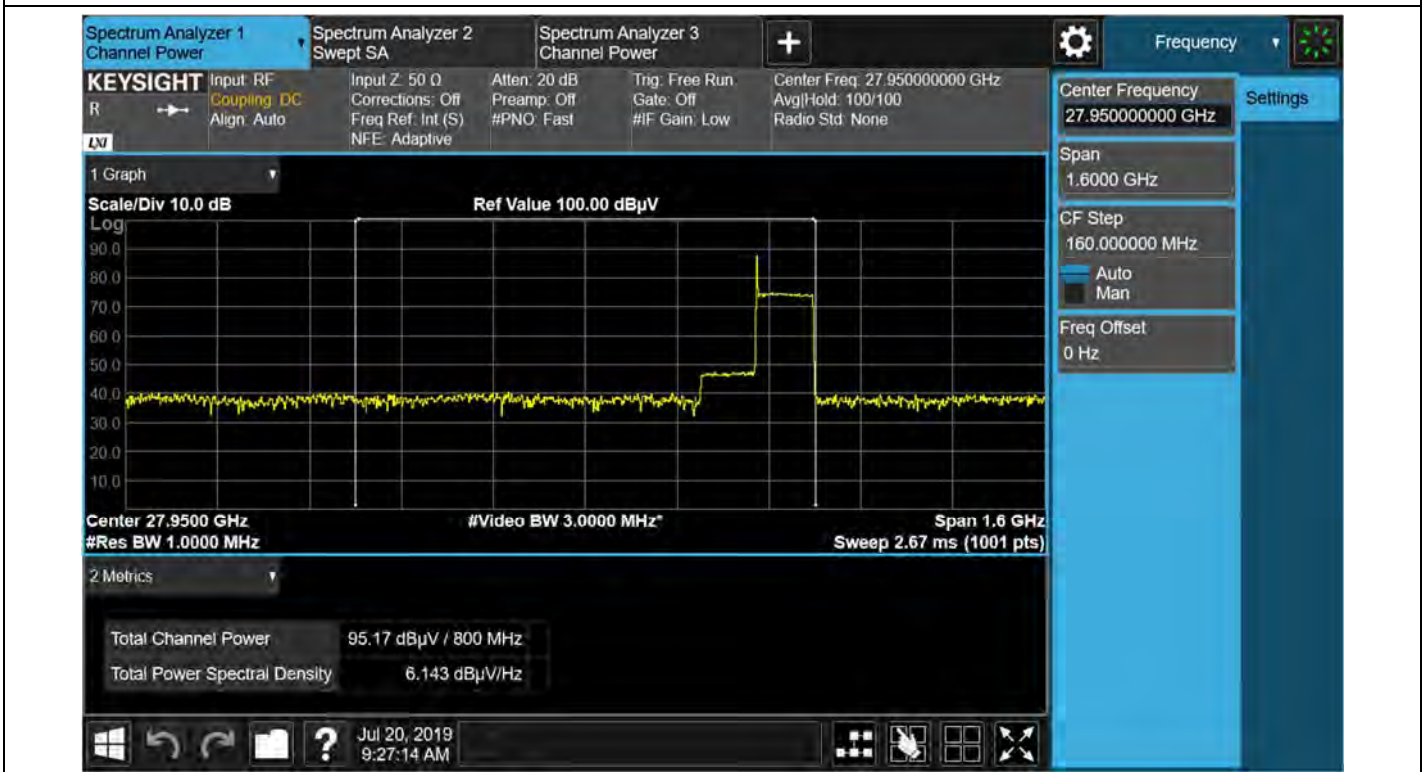 Spectrum Analyzer 1
Channel Power
Spectrum Analyzer 2
Swept SA
Spectrum Analyzer 3
Channel Power
+
Frequency
KEYSIGHT
R
LXI
Input: RF
Coupling: DC
Align: Auto
Input Z: 50 Ω
Corrections: Off
Freq Ref: Int (S)
NFE: Adaptive
Atten: 20 dB
Preamp: Off
#PNO: Fast
Trig: Free Run
Gate: Off
#IF Gain: Low
Center Freq: 27.950000000 GHz
Avg|Hold: 100/100
Radio Std: None
Center Frequency
27.950000000 GHz
Settings
Span
1.6000 GHz
CF Step
160.000000 MHz
Auto
Man
Freq Offset
0 Hz
1 Graph
Scale/Div 10.0 dB
Ref Value 100.00 dBµV
Log
90.0
80.0
70.0
60.0
50.0
40.0
30.0
20.0
10.0
Center 27.9500 GHz
#Video BW 3.0000 MHz*
Span 1.6 GHz
#Res BW 1.0000 MHz
Sweep 2.67 ms (1001 pts)
2 Metrics
Total Channel Power 95.17 dBµV / 800 MHz
Total Power Spectral Density 6.143 dBµV/Hz
?
Jul 20, 2019
9:27:14 AM